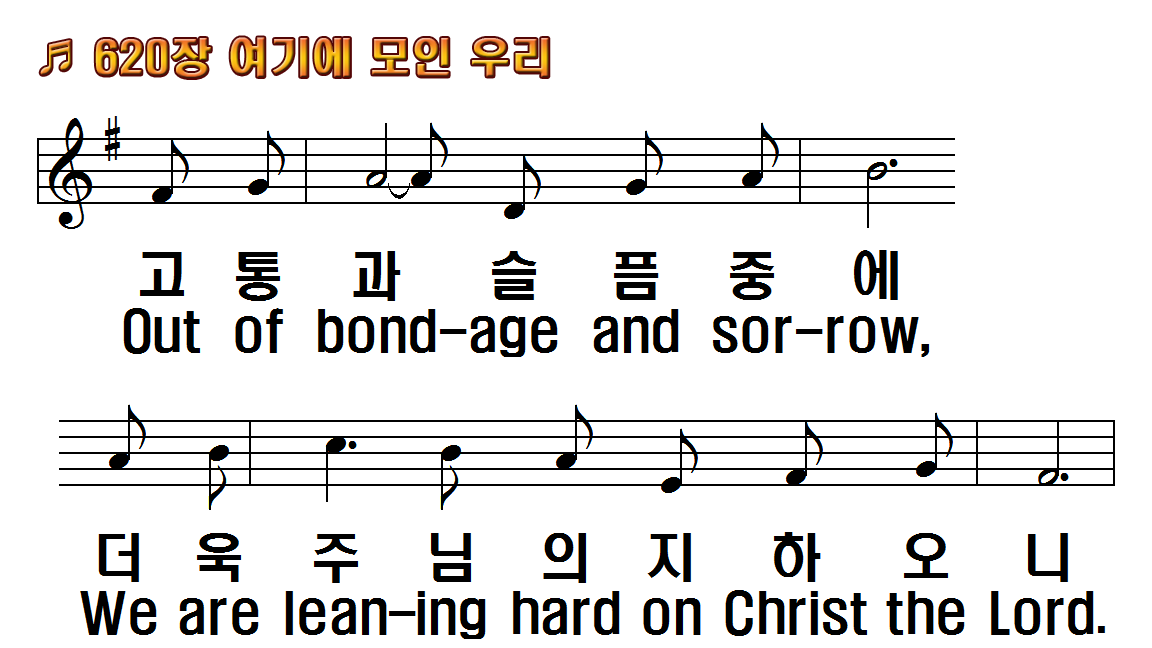 ♬ 620장 여기에 모인 우리
고 통 과 슬 픔 중 에
Out of bond-age and sor-row,
더 욱 주 님 의 지 하 오 니
We are lean-ing hard on Christ the Lord.